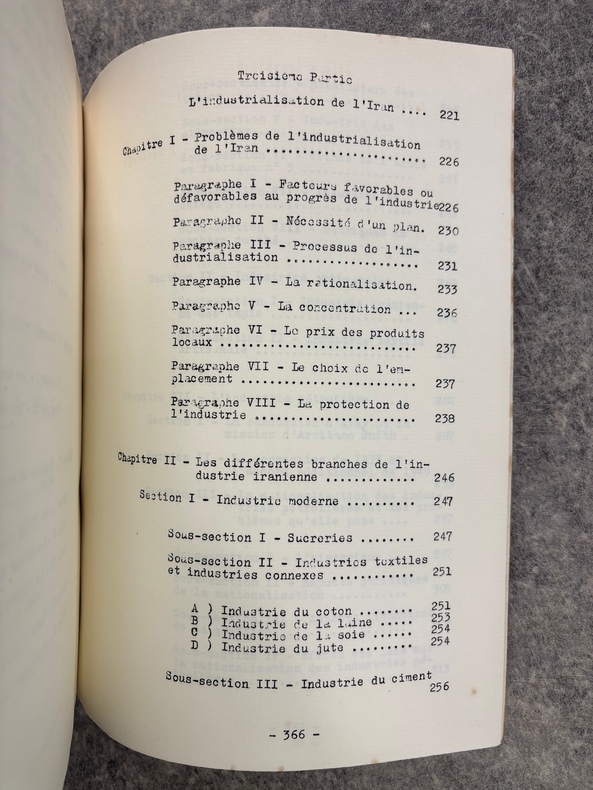 Troisième Partie
L'industrialisation de l'Iran .... 221
Chapitre I - Problèmes de l'industrialisation
de l'Iran ........................ 226
Paragraphe I - Facteurs favorables ou
défavorables au progrès de l'industrie226
Paragraphe II - Nécessité d'un plan. 230
Paragraphe III - Processus de l'in-
dustrialisation .................. 231
Paragraphe IV - La rationalisation. 233
Paragraphe V - La concentration ... 236
Paragraphe VI - Le prix des produits
locaux ........................... 237
Paragraphe VII - Le choix de l'em-
placement ........................ 237
Paragraphe VIII - La protection de
l'industrie ...................... 238
Chapitre II - Les différentes branches de l'in-
dustrie iranienne ............ 246
Section I - Industrie moderne .......... 247
Sous-section I - Sucreries ........ 247
Sous-section II - Industries textiles
et industries connexes ............ 251
A ) Industrie du coton ........ 251
B ) Industrie de la laine ..... 253
C ) Industrie de la soie ...... 254
D ) Industrie du jute ......... 254
Sous-section III - Industrie du ciment
256
- 366 -